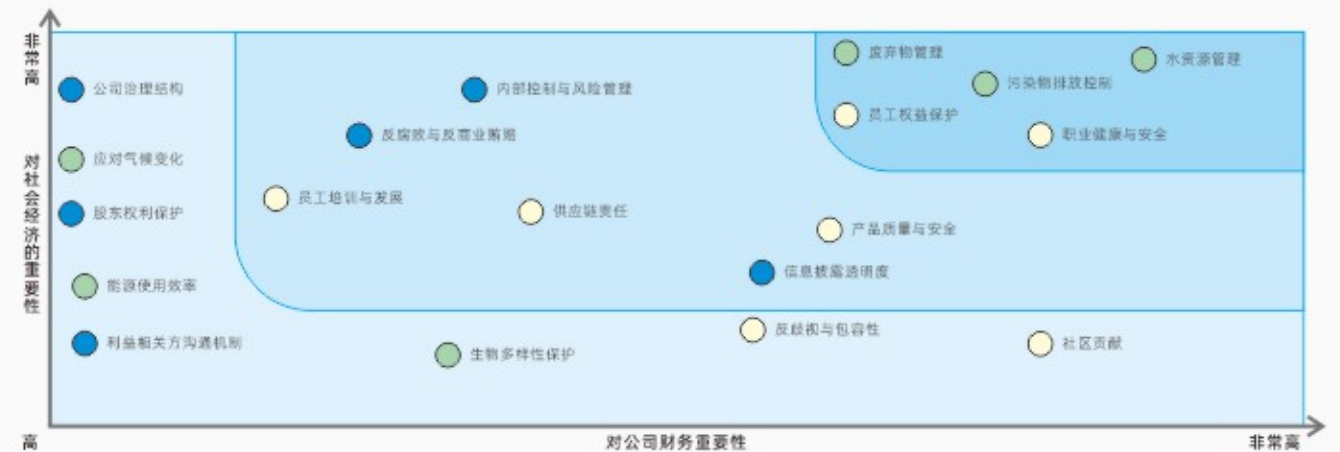 非常高
废弃物管理
水资源管理
公司治理结构
内部控制与风险管理
污染物排放控制
员工权益保护
反腐败与反商业贿赂
职业健康与安全
应对气候变化
员工培训与发展
供应链责任
股东权利保护
产品质量与安全
对社会经济的重要性
信息披露透明度
能源使用效率
反歧视与包容性
利益相关方沟通机制
社区贡献
生物多样性保护
高
对公司财务重要性
非常高